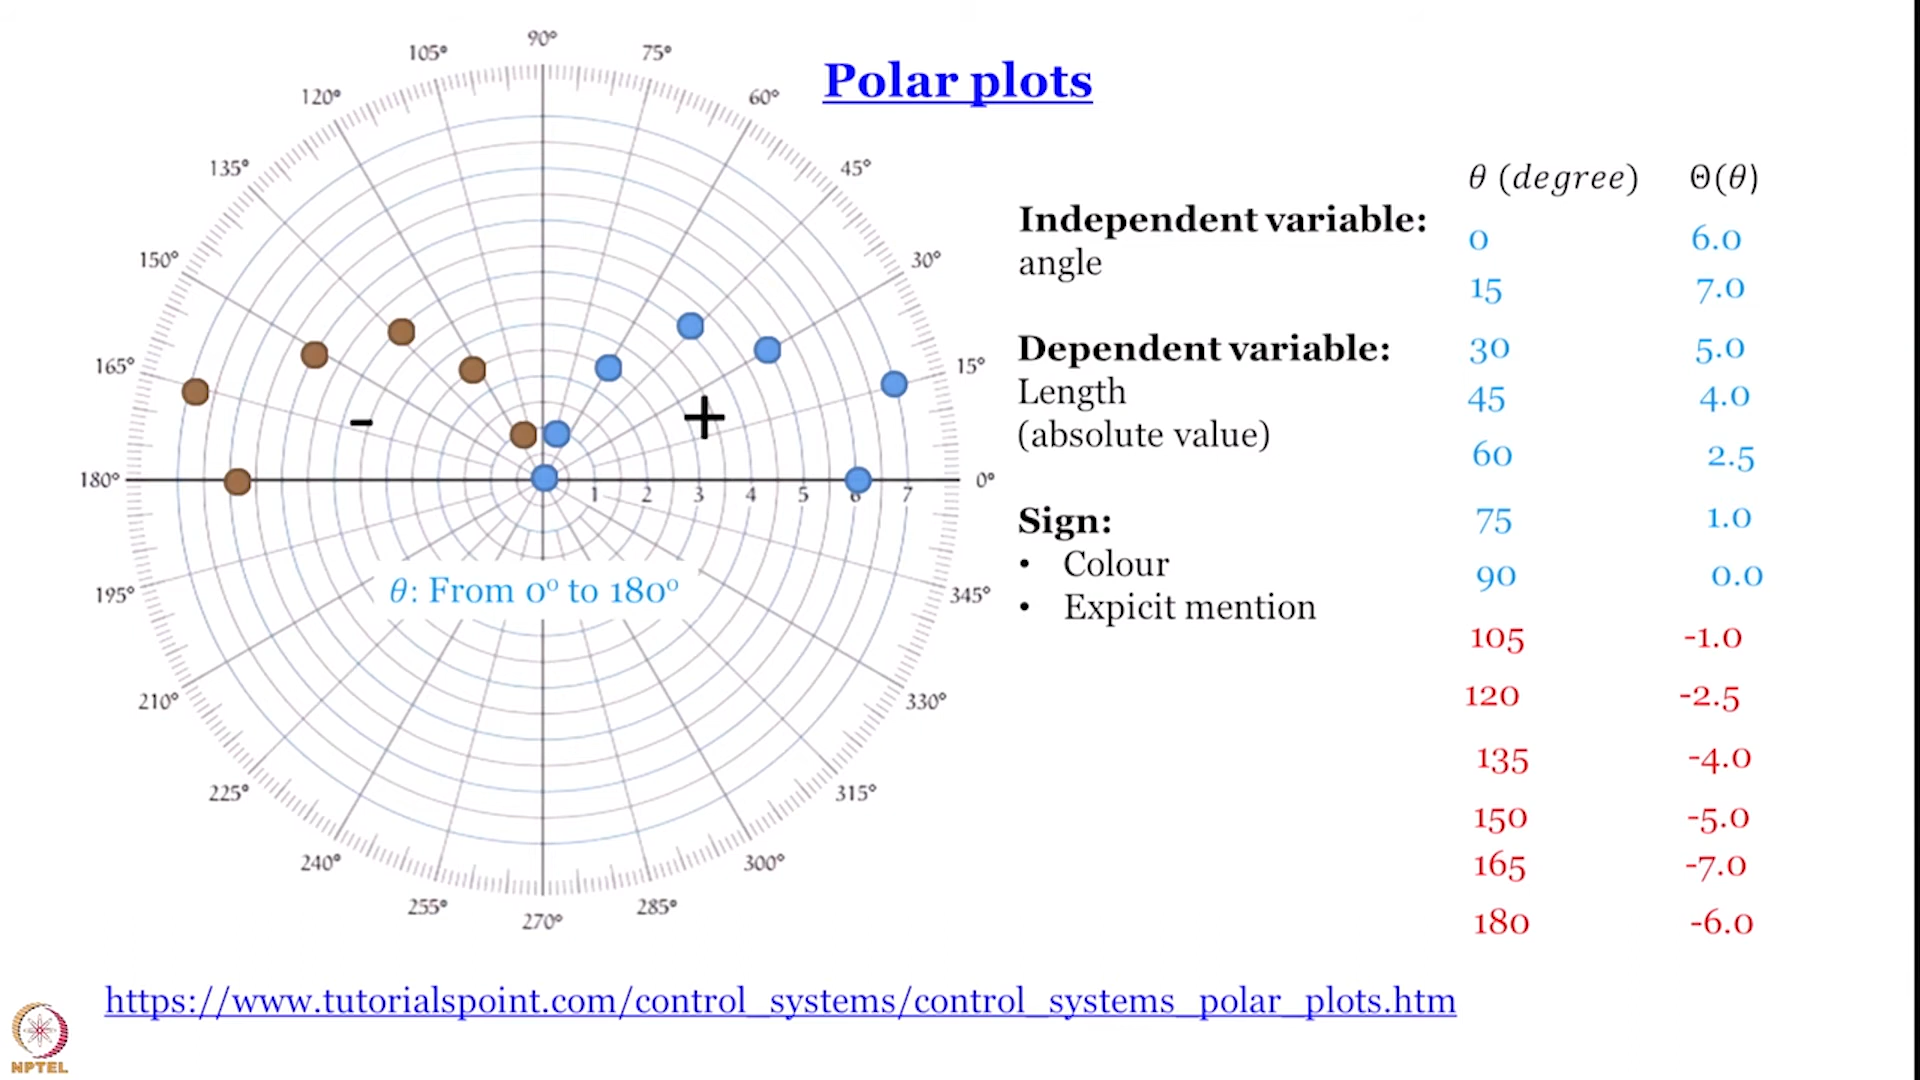 Polar plots
90°
105°
75°
120°
60°
135°
45°
150°
30°
165°
15°
180°
0°
1 2 3 4 5 6 7
195°
345°
210°
330°
225°
315°
240°
300°
255°
285°
270°
-
+
θ: From 0⁰ to 180⁰
Independent variable:
angle
Dependent variable:
Length
(absolute value)
Sign:
• Colour
• Expicit mention
θ (degree) Θ(θ)
0 6.0
15 7.0
30 5.0
45 4.0
60 2.5
75 1.0
90 0.0
105 -1.0
120 -2.5
135 -4.0
150 -5.0
165 -7.0
180 -6.0
https://www.tutorialspoint.com/control_systems/control_systems_polar_plots.htm
NPTEL